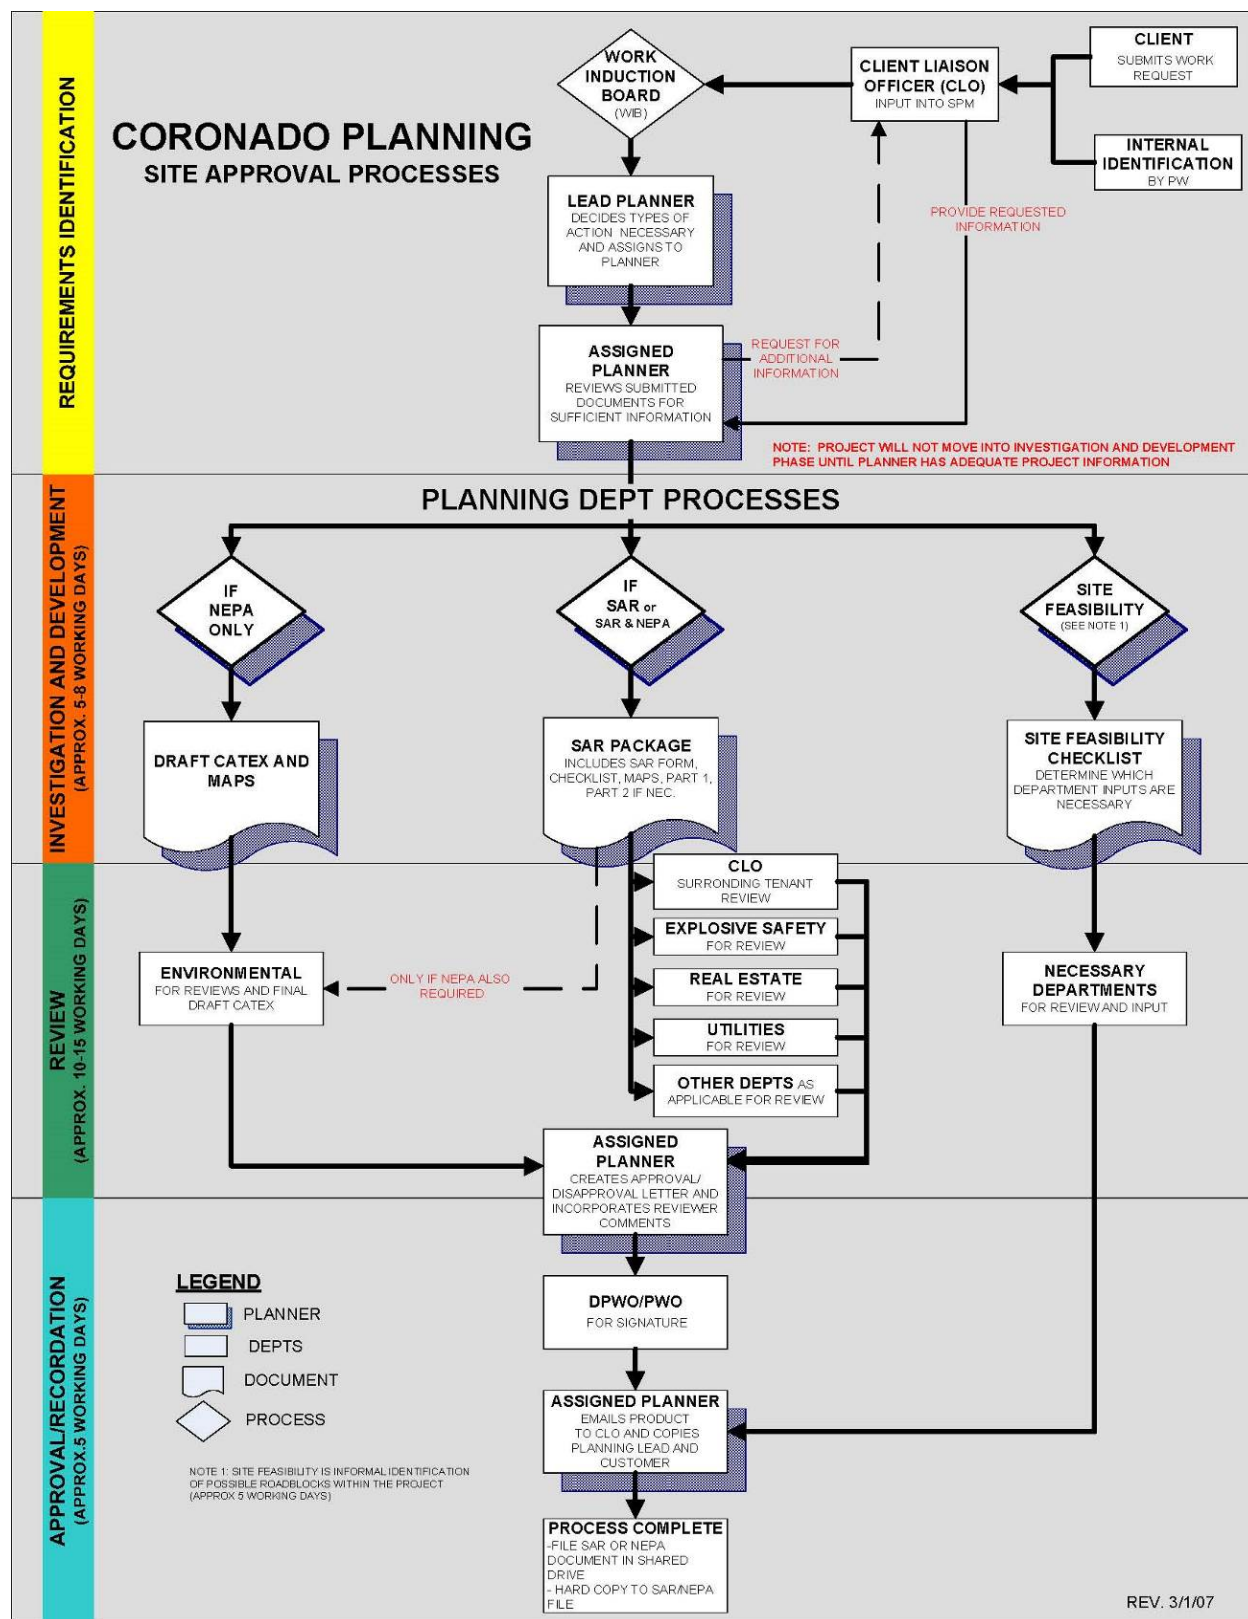 REQUIREMENTS IDENTIFICATION
CORONADO PLANNING
SITE APPROVAL PROCESSES
WORK
INDUCTION
BOARD
(WIB)
CLIENT LIAISON
OFFICER (CLO)
INPUT INTO SPM
CLIENT
SUBMITS WORK
REQUEST
INTERNAL
IDENTIFICATION
BY PW
LEAD PLANNER
DECIDES TYPES OF
ACTION NECESSARY
AND ASSIGNS TO
PLANNER
PROVIDE REQUESTED
INFORMATION
ASSIGNED
PLANNER
REVIEWS SUBMITTED
DOCUMENTS FOR
SUFFICIENT INFORMATION
REQUEST FOR
ADDITIONAL
INFORMATION
NOTE: PROJECT WILL NOT MOVE INTO INVESTIGATION AND DEVELOPMENT
PHASE UNTIL PLANNER HAS ADEQUATE PROJECT INFORMATION
INVESTIGATION AND DEVELOPMENT
(APPROX. 5-8 WORKING DAYS)
PLANNING DEPT PROCESSES
IF
NEPA
ONLY
IF
SAR or
SAR & NEPA
SITE
FEASIBILITY
(SEE NOTE 1)
DRAFT CATEX AND
MAPS
SAR PACKAGE
INCLUDES SAR FORM,
CHECKLIST, MAPS, PART 1,
PART 2 IF NEC.
SITE FEASIBILITY
CHECKLIST
DETERMINE WHICH
DEPARTMENT INPUTS ARE
NECESSARY
REVIEW
(APPROX. 10-15 WORKING DAYS)
CLO
SURRONDING TENANT
REVIEW
EXPLOSIVE SAFETY
FOR REVIEW
REAL ESTATE
FOR REVIEW
UTILITIES
FOR REVIEW
OTHER DEPTS AS
APPLICABLE FOR REVIEW
ENVIRONMENTAL
FOR REVIEWS AND FINAL
DRAFT CATEX
ONLY IF NEPA ALSO
REQUIRED
NECESSARY
DEPARTMENTS
FOR REVIEW AND INPUT
ASSIGNED
PLANNER
CREATES APPROVAL/
DISAPPROVAL LETTER AND
INCORPORATES REVIEWER
COMMENTS
APPROVAL/RECORDATION
(APPROX.5 WORKING DAYS)
LEGEND
PLANNER
DEPTS
DOCUMENT
PROCESS
NOTE 1: SITE FEASIBILITY IS INFORMAL IDENTIFICATION
OF POSSIBLE ROADBLOCKS WITHIN THE PROJECT
(APPROX 5 WORKING DAYS)
DPWO/PWO
FOR SIGNATURE
ASSIGNED PLANNER
EMAILS PRODUCT
TO CLO AND COPIES
PLANNING LEAD AND
CUSTOMER
PROCESS COMPLETE
-FILE SAR OR NEPA
DOCUMENT IN SHARED
DRIVE
- HARD COPY TO SAR/NEPA
FILE
REV. 3/1/07